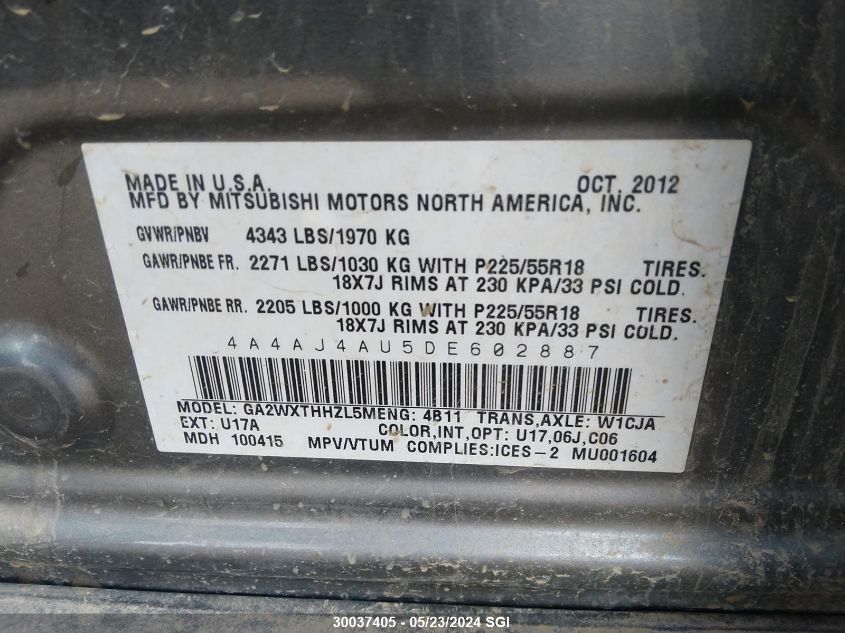 MADE IN U.S.A. OCT. 2012
MFD BY MITSUBISHI MOTORS NORTH AMERICA, INC.
GVWR/PNBV 4343 LBS/1970 KG
GAWR/PNBE FR. 2271 LBS/1030 KG WITH P225/55R18 TIRES.
18X7J RIMS AT 230 KPA/33 PSI COLD.
GAWR/PNBE RR. 2205 LBS/1000 KG WITH P225/55R18 TIRES.
18X7J RIMS AT 230 KPA/33 PSI COLD.
4A4AJ4AU5DE602887
MODEL: GA2WXTHHZL5MENG: 4B11 TRANS,AXLE: W1CJA
EXT: U17A COLOR,INT,OPT: U17,06J,C06
MDH 100415 MPV/VTUM COMPLIES:ICES-2 MU001604
30037405 - 05/23/2024 SGI